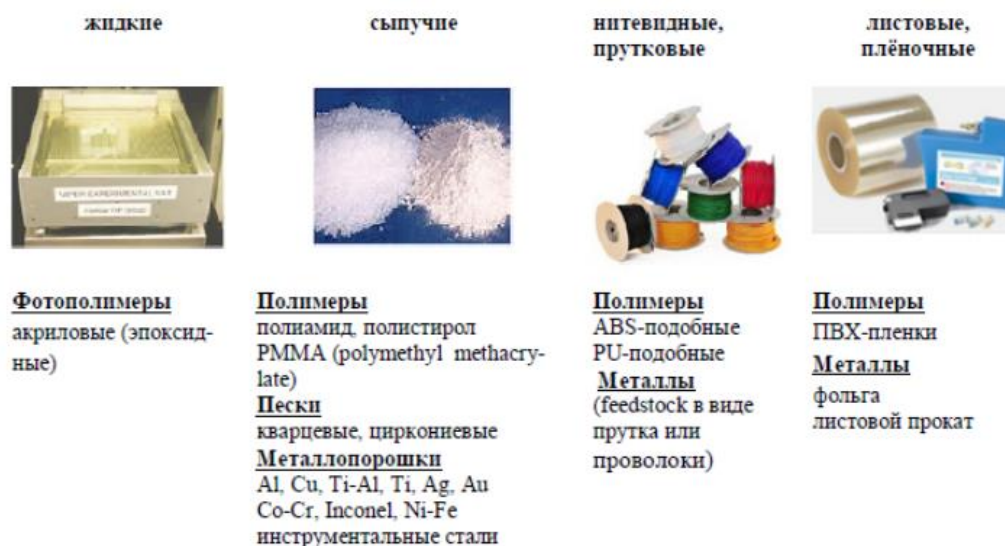 жидкие
сыпучие
нитевидные,
прутковые
листовые,
плёночные
Фотополимеры
акриловые (эпоксид-
ные)
Полимеры
полиамид, полистирол
PMMA (polymethyl methacry-
late)
Пески
кварцевые, циркониевые
Металлопорошки
Al, Cu, Ti-Al, Ti, Ag, Au
Co-Cr, Inconel, Ni-Fe
инструментальные стали
Полимеры
ABS-подобные
PU-подобные
Металлы
(feedstock в виде
прутка или
проволоки)
Полимеры
ПВХ-пленки
Металлы
фольга
листовой прокат